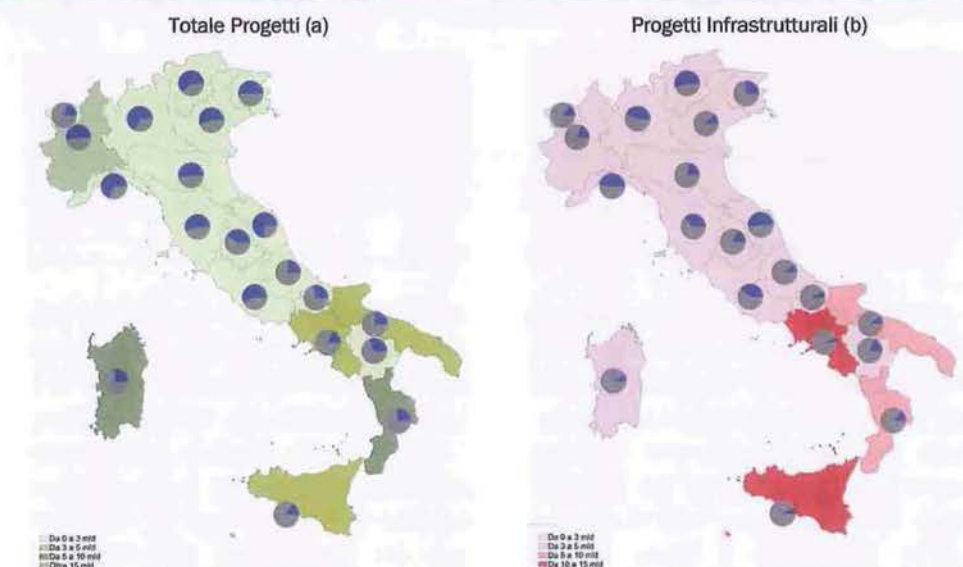 Totale Progetti (a)
Progetti Infrastrutturali (b)
Da 0 a 3 mld
Da 3 a 5 mld
Da 5 a 10 mld
Oltre 15 mld
Da 0 a 3 mld
Da 3 a 5 mld
Da 5 a 10 mld
Da 10 a 15 mld